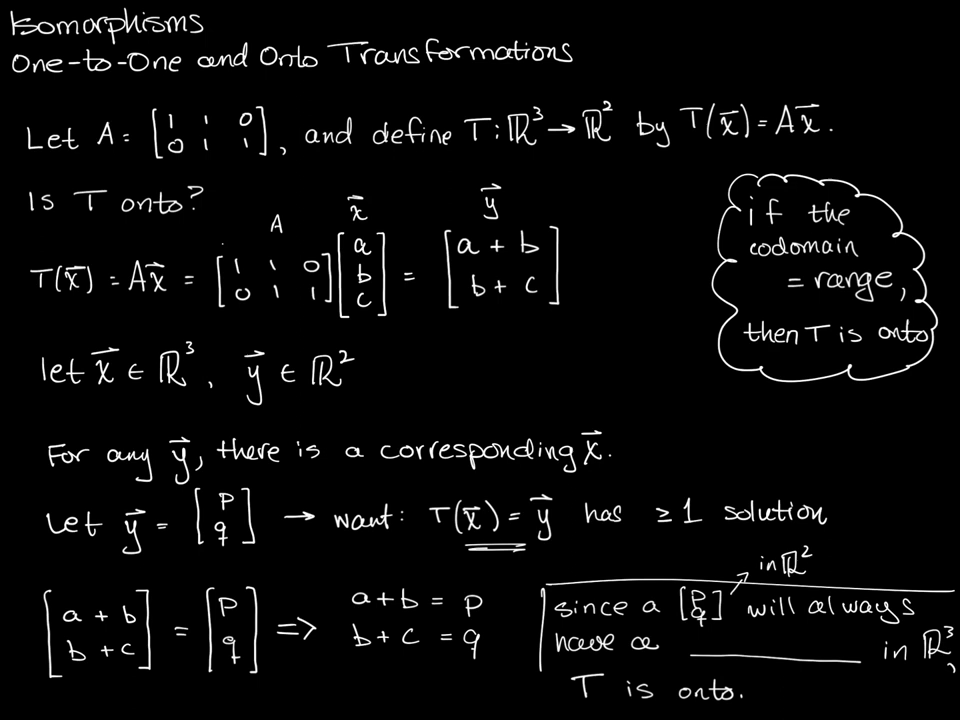 Isomorphisms
One-to-One and Onto Transformations
Let A = [1 1 0; 0 1 1], and define T: ℝ³ → ℝ² by T(x⃗) = Ax⃗.
Is T onto?
A x⃗ y⃗
T(x⃗) = Ax⃗ = [1 1 0; 0 1 1] [a; b; c] = [a + b; b + c]
if the
codomain
= range,
then T is onto
let x⃗ ∈ ℝ³, y⃗ ∈ ℝ²
For any y⃗, there is a corresponding x⃗.
Let y⃗ = [p; q] → want: T(x⃗) = y⃗ has ≥ 1 solution
[a + b; b + c] = [p; q] => a + b = p
b + c = q
in ℝ²
since a [p; q] will always
have a ________ in ℝ³,
T is onto.